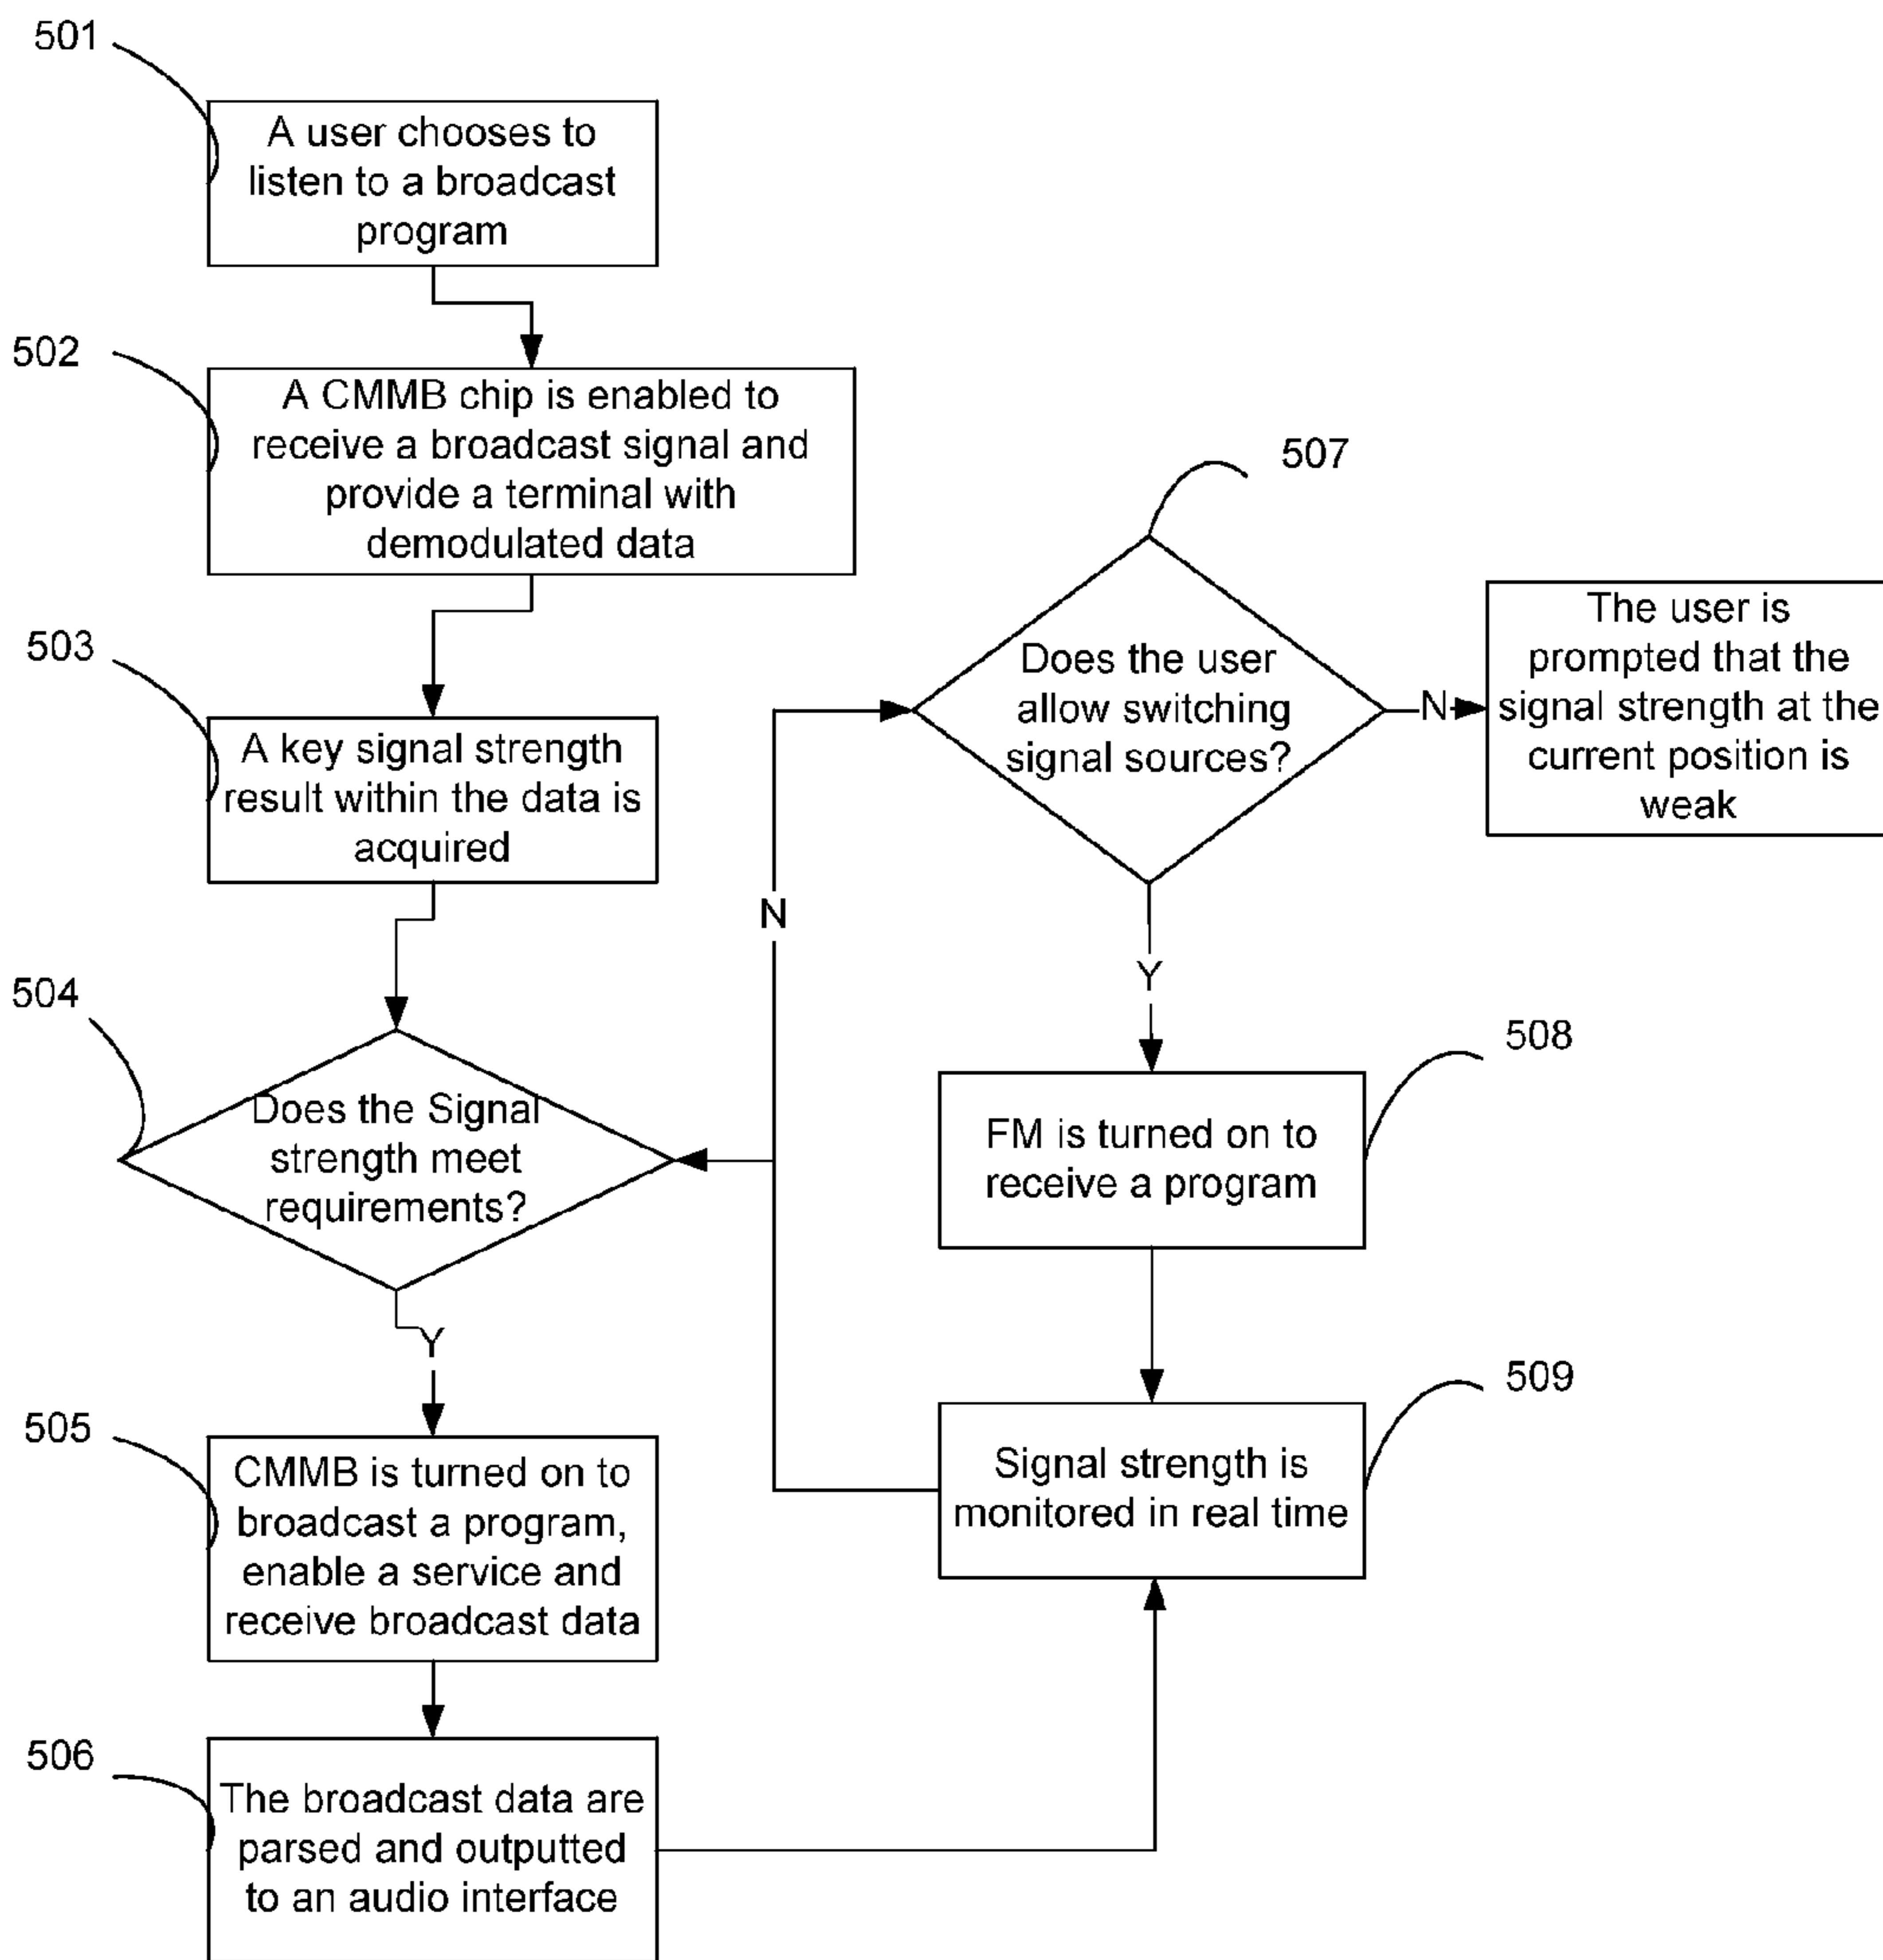 501
A user chooses to
listen to a broadcast
program
502
A CMMB chip is enabled to
receive a broadcast signal and
provide a terminal with
demodulated data
503
A key signal strength
result within the data is
acquired
504
Does the Signal
strength meet
requirements?
N
Y
505
CMMB is turned on to
broadcast a program,
enable a service and
receive broadcast data
506
The broadcast data are
parsed and outputted
to an audio interface
507
Does the user
allow switching
signal sources?
N
The user is
prompted that the
signal strength at the
current position is
weak
Y
508
FM is turned on to
receive a program
509
Signal strength is
monitored in real time